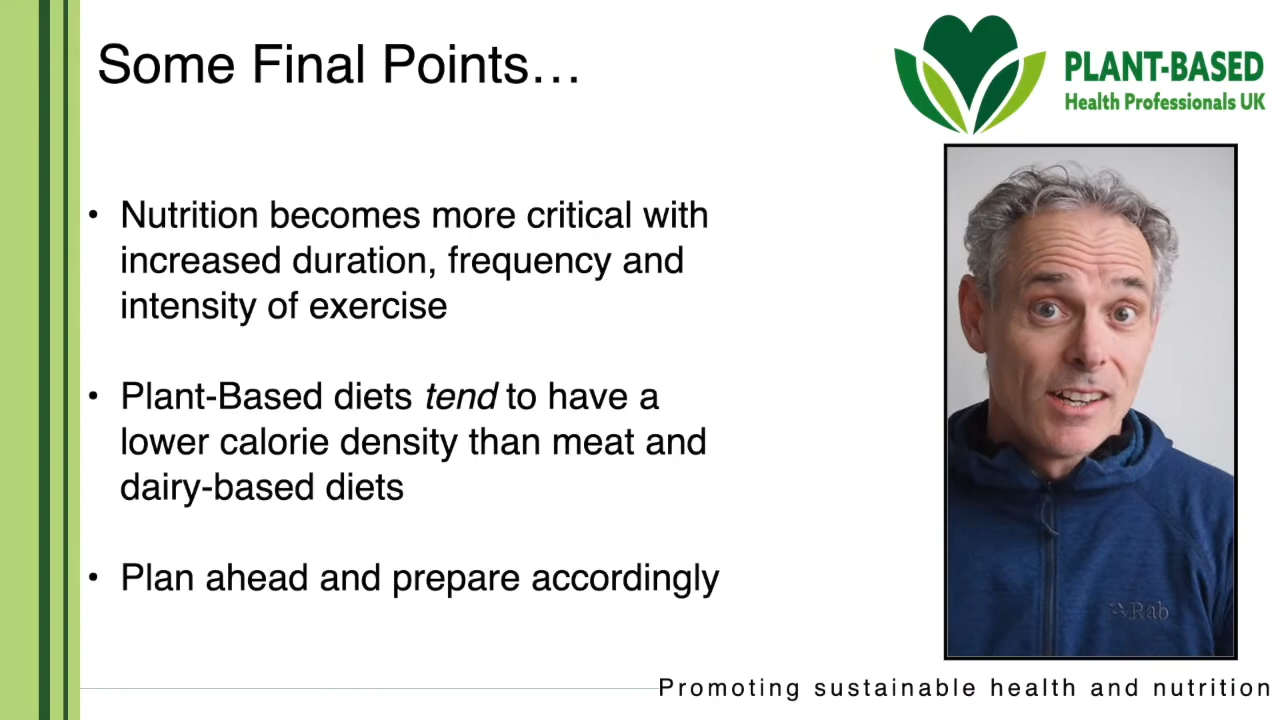 Some Final Points…
PLANT-BASED
Health Professionals UK
• Nutrition becomes more critical with
increased duration, frequency and
intensity of exercise
• Plant-Based diets tend to have a
lower calorie density than meat and
dairy-based diets
• Plan ahead and prepare accordingly
Rab
Promoting sustainable health and nutrition